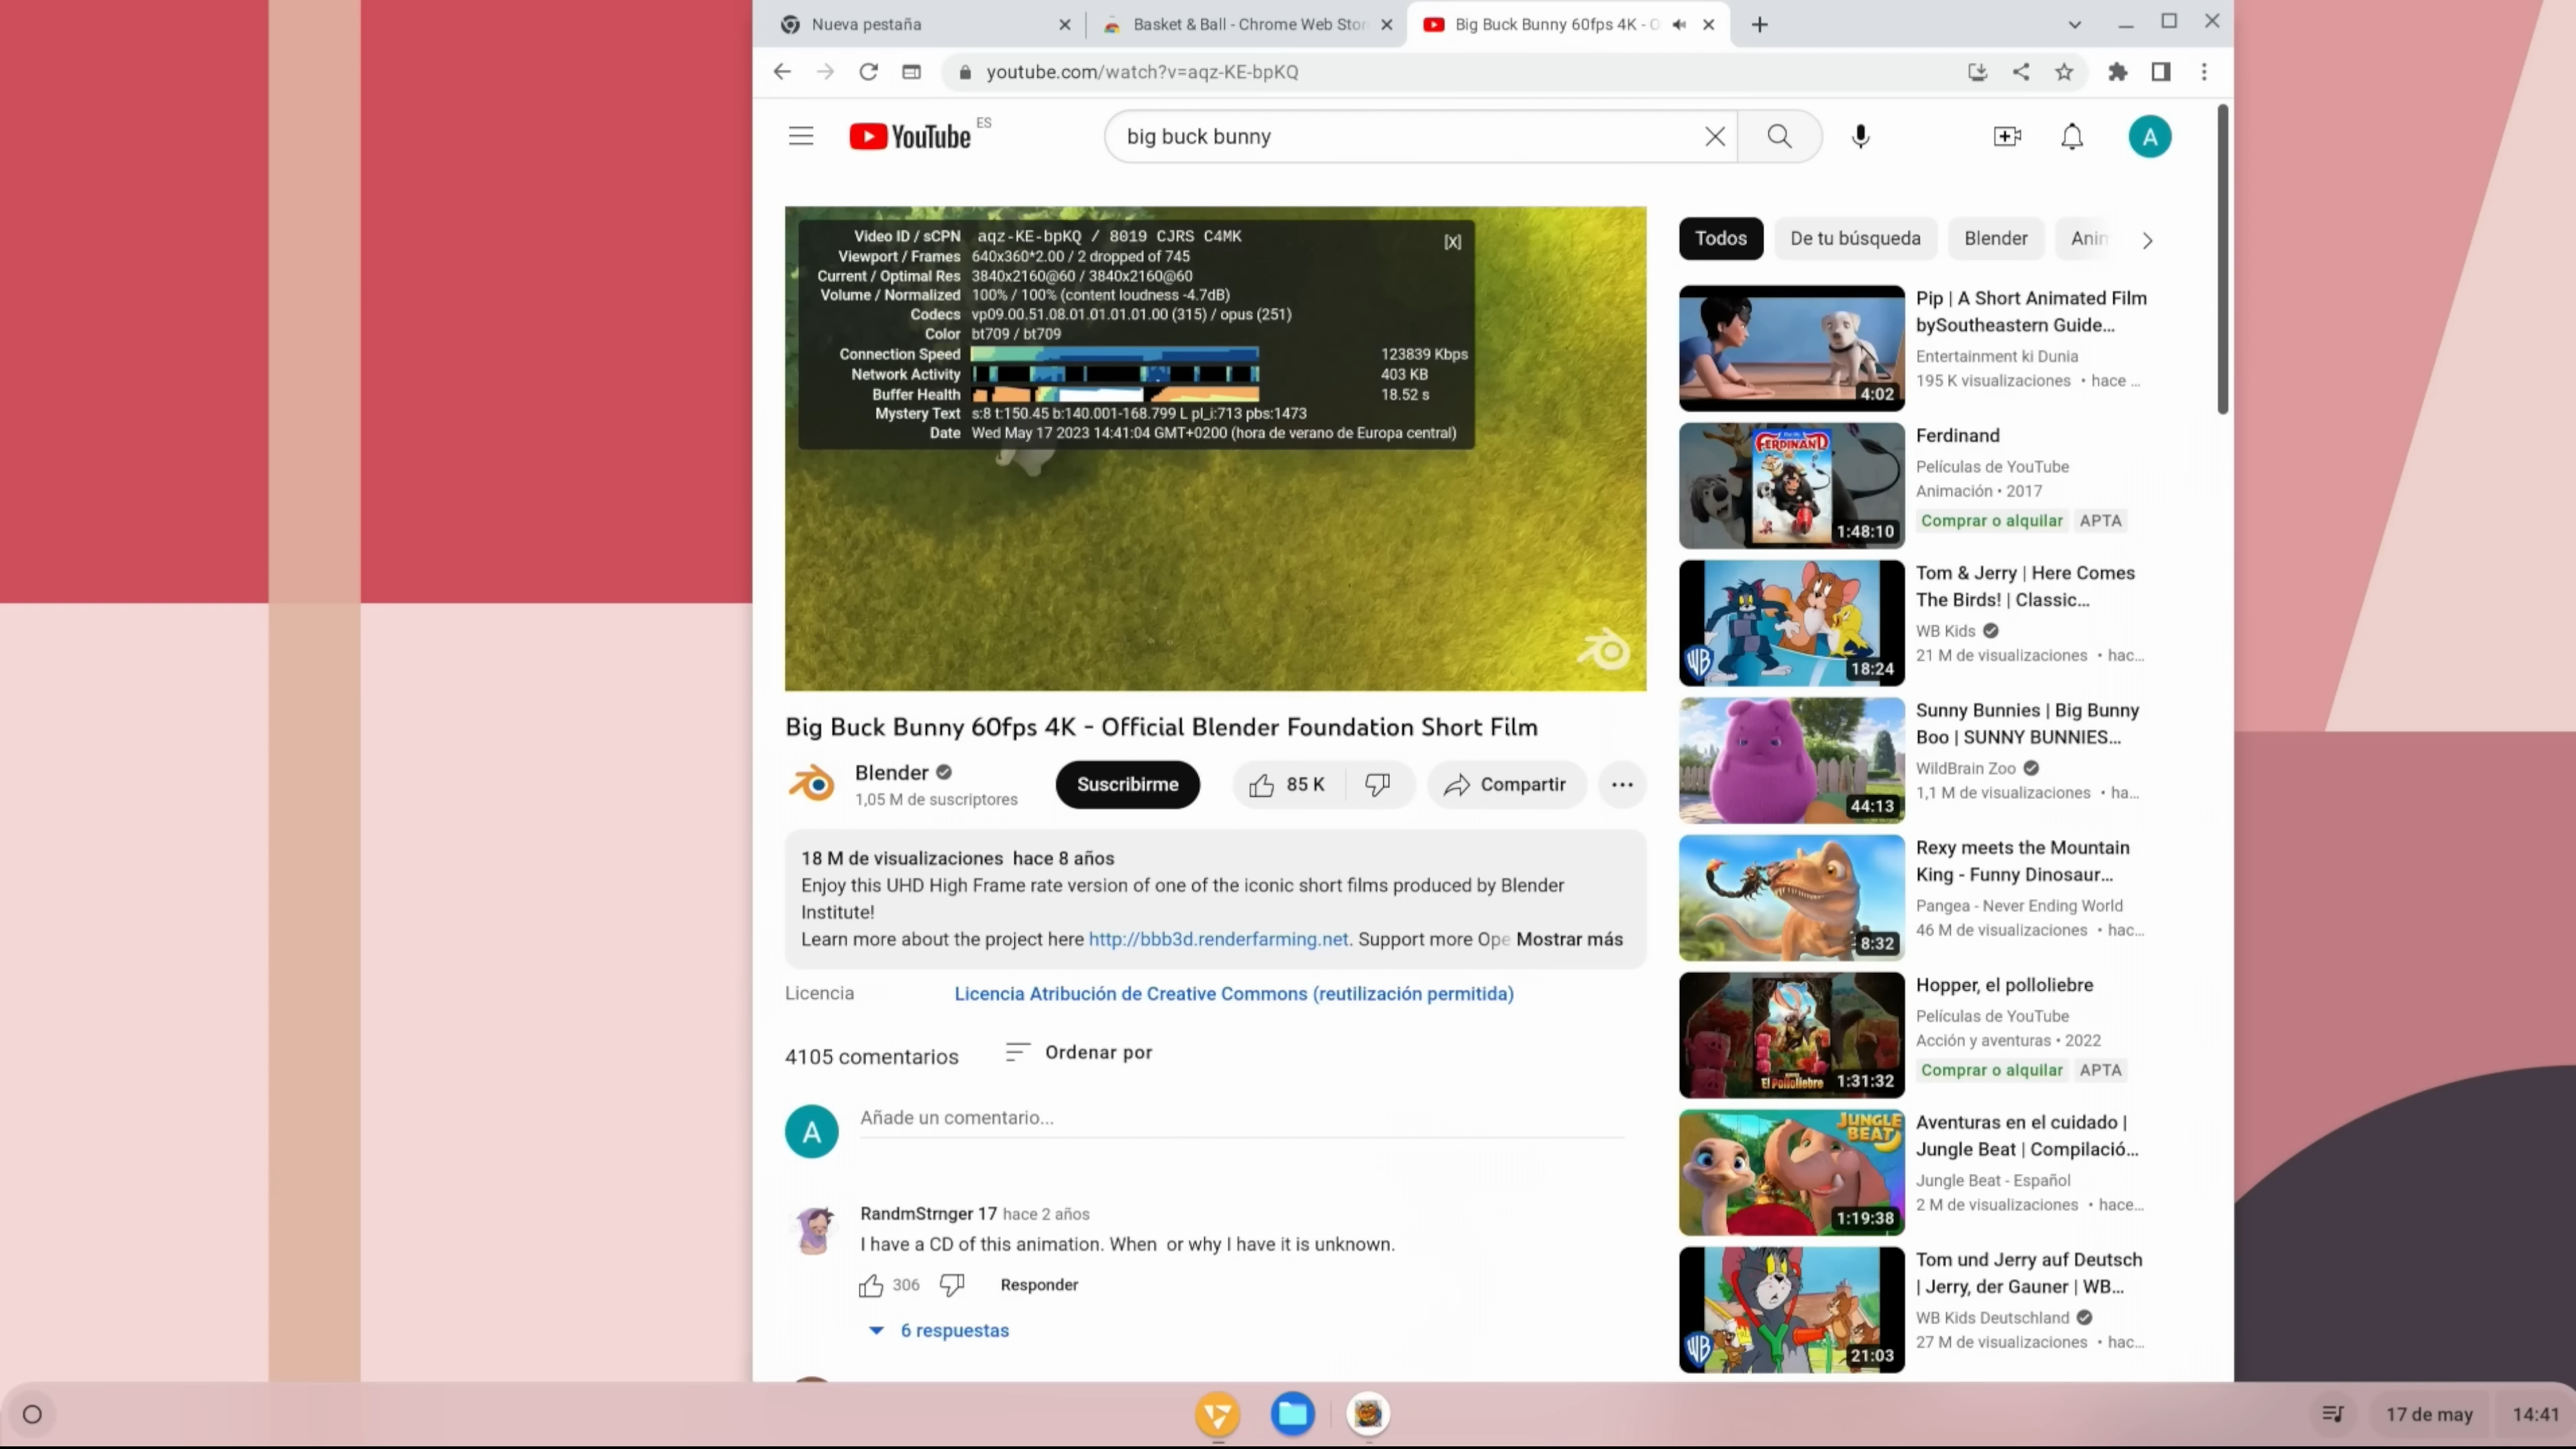 Nueva pestaña
Basket & Ball - Chrome Web Stor
Big Buck Bunny 60fps 4K - O
youtube.com/watch?v=aqz-KE-bpKQ
YouTube ES
big buck bunny
A
Video ID / sCPN aqz-KE-bpKQ / 8019 CJRS C4MK
[X]
Viewport / Frames 640x360*2.00 / 2 dropped of 745
Current / Optimal Res 3840x2160@60 / 3840x2160@60
Volume / Normalized 100% / 100% (content loudness -4.7dB)
Codecs vp09.00.51.08.01.01.01.01.00 (315) / opus (251)
Color bt709 / bt709
Connection Speed 123839 Kbps
Network Activity 403 KB
Buffer Health 18.52 s
Mystery Text s:8 t:150.45 b:140.001-168.799 L pl_i:713 pbs:1473
Date Wed May 17 2023 14:41:04 GMT+0200 (hora de verano de Europa central)
Big Buck Bunny 60fps 4K - Official Blender Foundation Short Film
Blender
1,05 M de suscriptores
Suscribirme
85 K
Compartir
18 M de visualizaciones hace 8 años
Enjoy this UHD High Frame rate version of one of the iconic short films produced by Blender
Institute!
Learn more about the project here http://bbb3d.renderfarming.net. Support more Ope Mostrar más
Licencia
Licencia Atribución de Creative Commons (reutilización permitida)
4105 comentarios
Ordenar por
A
Añade un comentario...
RandmStrnger 17 hace 2 años
I have a CD of this animation. When or why I have it is unknown.
306
Responder
6 respuestas
Todos
De tu búsqueda
Blender
Anin
4:02
Pip | A Short Animated Film
bySoutheastern Guide...
Entertainment ki Dunia
195 K visualizaciones • hace ...
FERDINAND
1:48:10
Ferdinand
Películas de YouTube
Animación • 2017
Comprar o alquilar APTA
WB
18:24
Tom & Jerry | Here Comes
The Birds! | Classic...
WB Kids
21 M de visualizaciones • hac...
44:13
Sunny Bunnies | Big Bunny
Boo | SUNNY BUNNIES...
WildBrain Zoo
1,1 M de visualizaciones • ha...
8:32
Rexy meets the Mountain
King - Funny Dinosaur...
Pangea - Never Ending World
46 M de visualizaciones • hac...
El Polloliebre
1:31:32
Hopper, el polloliebre
Películas de YouTube
Acción y aventuras • 2022
Comprar o alquilar APTA
JUNGLE
BEAT
1:19:38
Aventuras en el cuidado |
Jungle Beat | Compilació...
Jungle Beat - Español
2 M de visualizaciones • hace...
WB
21:03
Tom und Jerry auf Deutsch
| Jerry, der Gauner | WB...
WB Kids Deutschland
27 M de visualizaciones • hac...
17 de may
14:41